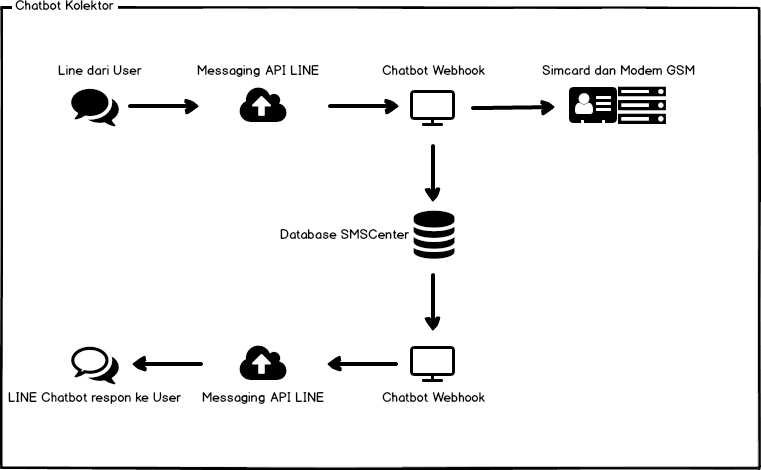 Chatbot Kolektor
Line dari User
Messaging API LINE
Chatbot Webhook
Simcard dan Modem GSM
Database SMSCenter
LINE Chatbot respon ke User
Messaging API LINE
Chatbot Webhook